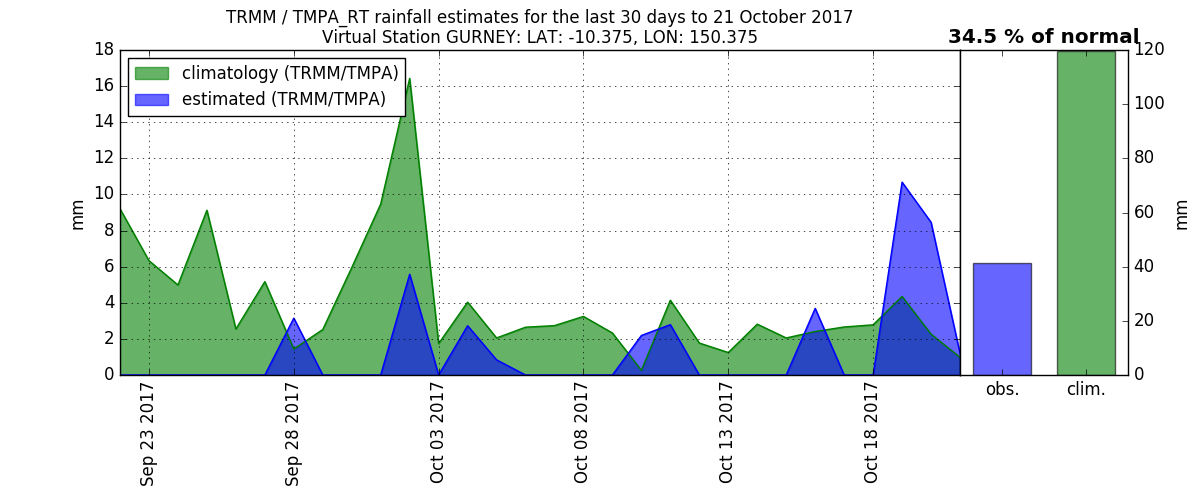 TRMM / TMPA_RT rainfall estimates for the last 30 days to 21 October 2017
Virtual Station GURNEY: LAT: -10.375, LON: 150.375
34.5 % of normal
climatology (TRMM/TMPA)
estimated (TRMM/TMPA)
mm
18
16
14
12
10
8
6
4
2
0
Sep 23 2017
Sep 28 2017
Oct 03 2017
Oct 08 2017
Oct 13 2017
Oct 18 2017
obs.
clim.
120
100
80
60
40
20
0
mm